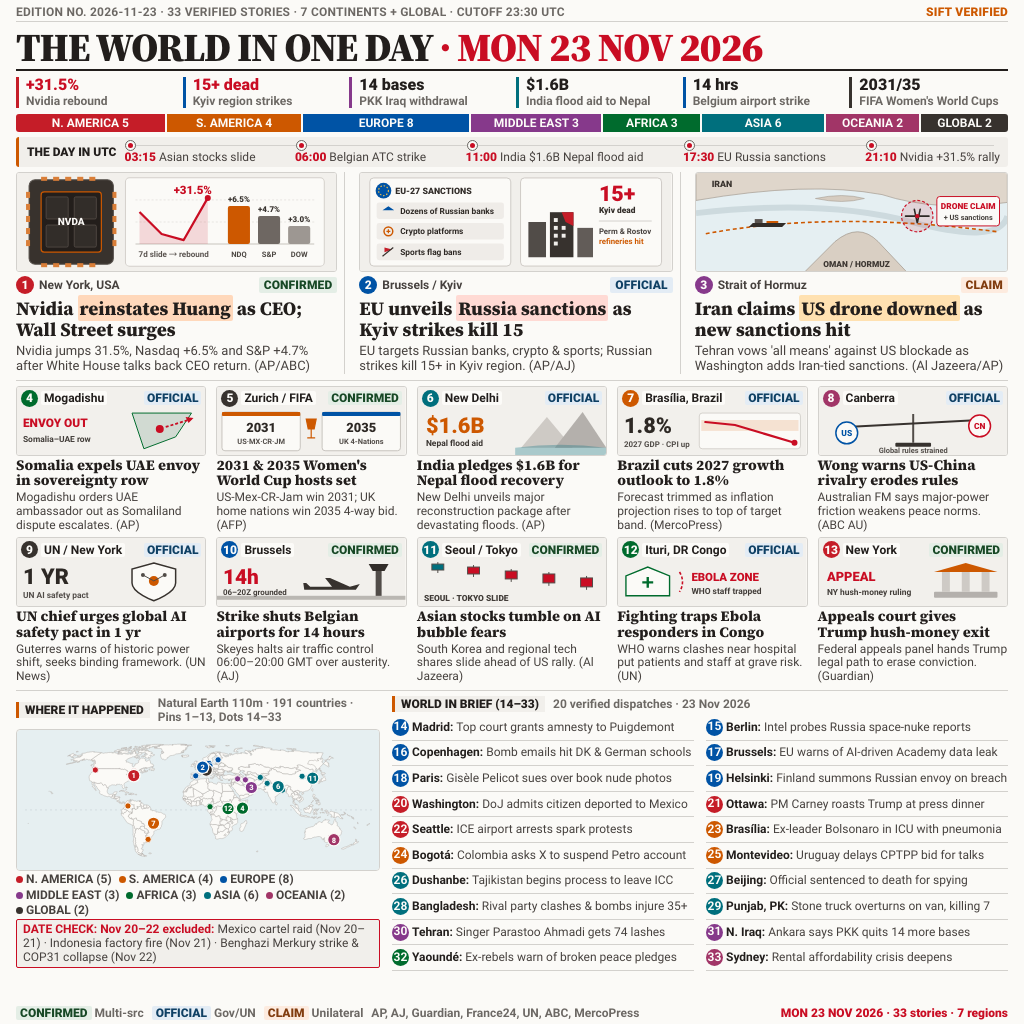 EDITION NO. 2026-11-23 · 33 VERIFIED STORIES · 7 CONTINENTS + GLOBAL · CUTOFF 23:30 UTC
SIFT VERIFIED
THE WORLD IN ONE DAY · MON 23 NOV 2026
+31.5%
Nvidia rebound
15+ dead
Kyiv region strikes
14 bases
PKK Iraq withdrawal
$1.6B
India flood aid to Nepal
14 hrs
Belgium airport strike
2031/35
FIFA Women's World Cups
N. AMERICA 5
S. AMERICA 4
EUROPE 8
MIDDLE EAST 3
AFRICA 3
ASIA 6
OCEANIA 2
GLOBAL 2
THE DAY IN UTC
03:15 Asian stocks slide
06:00 Belgian ATC strike
11:00 India $1.6B Nepal flood aid
17:30 EU Russia sanctions
21:10 Nvidia +31.5% rally
NVDA
+31.5%
7d slide → rebound
+6.5%
+4.7%
+3.0%
NDQ
S&P
DOW
1 New York, USA
CONFIRMED
Nvidia reinstates Huang as CEO;
Wall Street surges
Nvidia jumps 31.5%, Nasdaq +6.5% and S&P +4.7%
after White House talks back CEO return. (AP/ABC)
EU-27 SANCTIONS
Dozens of Russian banks
Crypto platforms
Sports flag bans
15+
Kyiv dead
Perm & Rostov
refineries hit
2 Brussels / Kyiv
OFFICIAL
EU unveils Russia sanctions as
Kyiv strikes kill 15
EU targets Russian banks, crypto & sports; Russian
strikes kill 15+ in Kyiv region. (AP/AJ)
IRAN
DRONE CLAIM
+ US sanctions
OMAN / HORMUZ
3 Strait of Hormuz
CLAIM
Iran claims US drone downed as
new sanctions hit
Tehran vows 'all means' against US blockade as
Washington adds Iran-tied sanctions. (Al Jazeera/AP)
4 Mogadishu
OFFICIAL
ENVOY OUT
Somalia–UAE row
Somalia expels UAE envoy
in sovereignty row
Mogadishu orders UAE
ambassador out as Somaliland
dispute escalates. (AP)
5 Zurich / FIFA
CONFIRMED
2031
US-MX-CR-JM
2035
UK 4-Nations
2031 & 2035 Women's
World Cup hosts set
US-Mex-CR-Jam win 2031; UK
home nations win 2035 4-way bid.
(AFP)
6 New Delhi
OFFICIAL
$1.6B
Nepal flood aid
India pledges $1.6B for
Nepal flood recovery
New Delhi unveils major
reconstruction package after
devastating floods. (AP)
7 Brasília, Brazil
OFFICIAL
1.8%
2027 GDP · CPI up
Brazil cuts 2027 growth
outlook to 1.8%
Forecast trimmed as inflation
projection rises to top of target
band. (MercoPress)
8 Canberra
OFFICIAL
US
CN
Global rules strained
Wong warns US-China
rivalry erodes rules
Australian FM says major-power
friction weakens peace norms.
(ABC AU)
9 UN / New York
OFFICIAL
1 YR
UN AI safety pact
UN chief urges global AI
safety pact in 1 yr
Guterres warns of historic power
shift, seeks binding framework. (UN
News)
10 Brussels
CONFIRMED
14h
06–20Z grounded
Strike shuts Belgian
airports for 14 hours
Skeyes halts air traffic control
06:00–20:00 GMT over austerity.
(AJ)
11 Seoul / Tokyo
CONFIRMED
SEOUL · TOKYO SLIDE
Asian stocks tumble on AI
bubble fears
South Korea and regional tech
shares slide ahead of US rally. (Al
Jazeera)
12 Ituri, DR Congo
OFFICIAL
EBOLA ZONE
WHO staff trapped
Fighting traps Ebola
responders in Congo
WHO warns clashes near hospital
put patients and staff at grave risk.
(UN)
13 New York
CONFIRMED
APPEAL
NY hush-money ruling
Appeals court gives
Trump hush-money exit
Federal appeals panel hands Trump
legal path to erase conviction.
(Guardian)
WHERE IT HAPPENED
Natural Earth 110m · 191 countries ·
Pins 1–13, Dots 14–33
1
2
3
4
6
7
8
11
12
N. AMERICA (5)
S. AMERICA (4)
EUROPE (8)
MIDDLE EAST (3)
AFRICA (3)
ASIA (6)
OCEANIA (2)
GLOBAL (2)
DATE CHECK: Nov 20–22 excluded: Mexico cartel raid (Nov 20–
21) · Indonesia factory fire (Nov 21) · Benghazi Merkury strike &
COP31 collapse (Nov 22)
WORLD IN BRIEF (14–33)
20 verified dispatches · 23 Nov 2026
14 Madrid: Top court grants amnesty to Puigdemont
15 Berlin: Intel probes Russia space-nuke reports
16 Copenhagen: Bomb emails hit DK & German schools
17 Brussels: EU warns of AI-driven Academy data leak
18 Paris: Gisèle Pelicot sues over book nude photos
19 Helsinki: Finland summons Russian envoy on breach
20 Washington: DoJ admits citizen deported to Mexico
21 Ottawa: PM Carney roasts Trump at press dinner
22 Seattle: ICE airport arrests spark protests
23 Brasília: Ex-leader Bolsonaro in ICU with pneumonia
24 Bogotá: Colombia asks X to suspend Petro account
25 Montevideo: Uruguay delays CPTPP bid for talks
26 Dushanbe: Tajikistan begins process to leave ICC
27 Beijing: Official sentenced to death for spying
28 Bangladesh: Rival party clashes & bombs injure 35+
29 Punjab, PK: Stone truck overturns on van, killing 7
30 Tehran: Singer Parastoo Ahmadi gets 74 lashes
31 N. Iraq: Ankara says PKK quits 14 more bases
32 Yaoundé: Ex-rebels warn of broken peace pledges
33 Sydney: Rental affordability crisis deepens
CONFIRMED Multi-src OFFICIAL Gov/UN CLAIM Unilateral AP, AJ, Guardian, France24, UN, ABC, MercoPress
MON 23 NOV 2026 · 33 stories · 7 regions